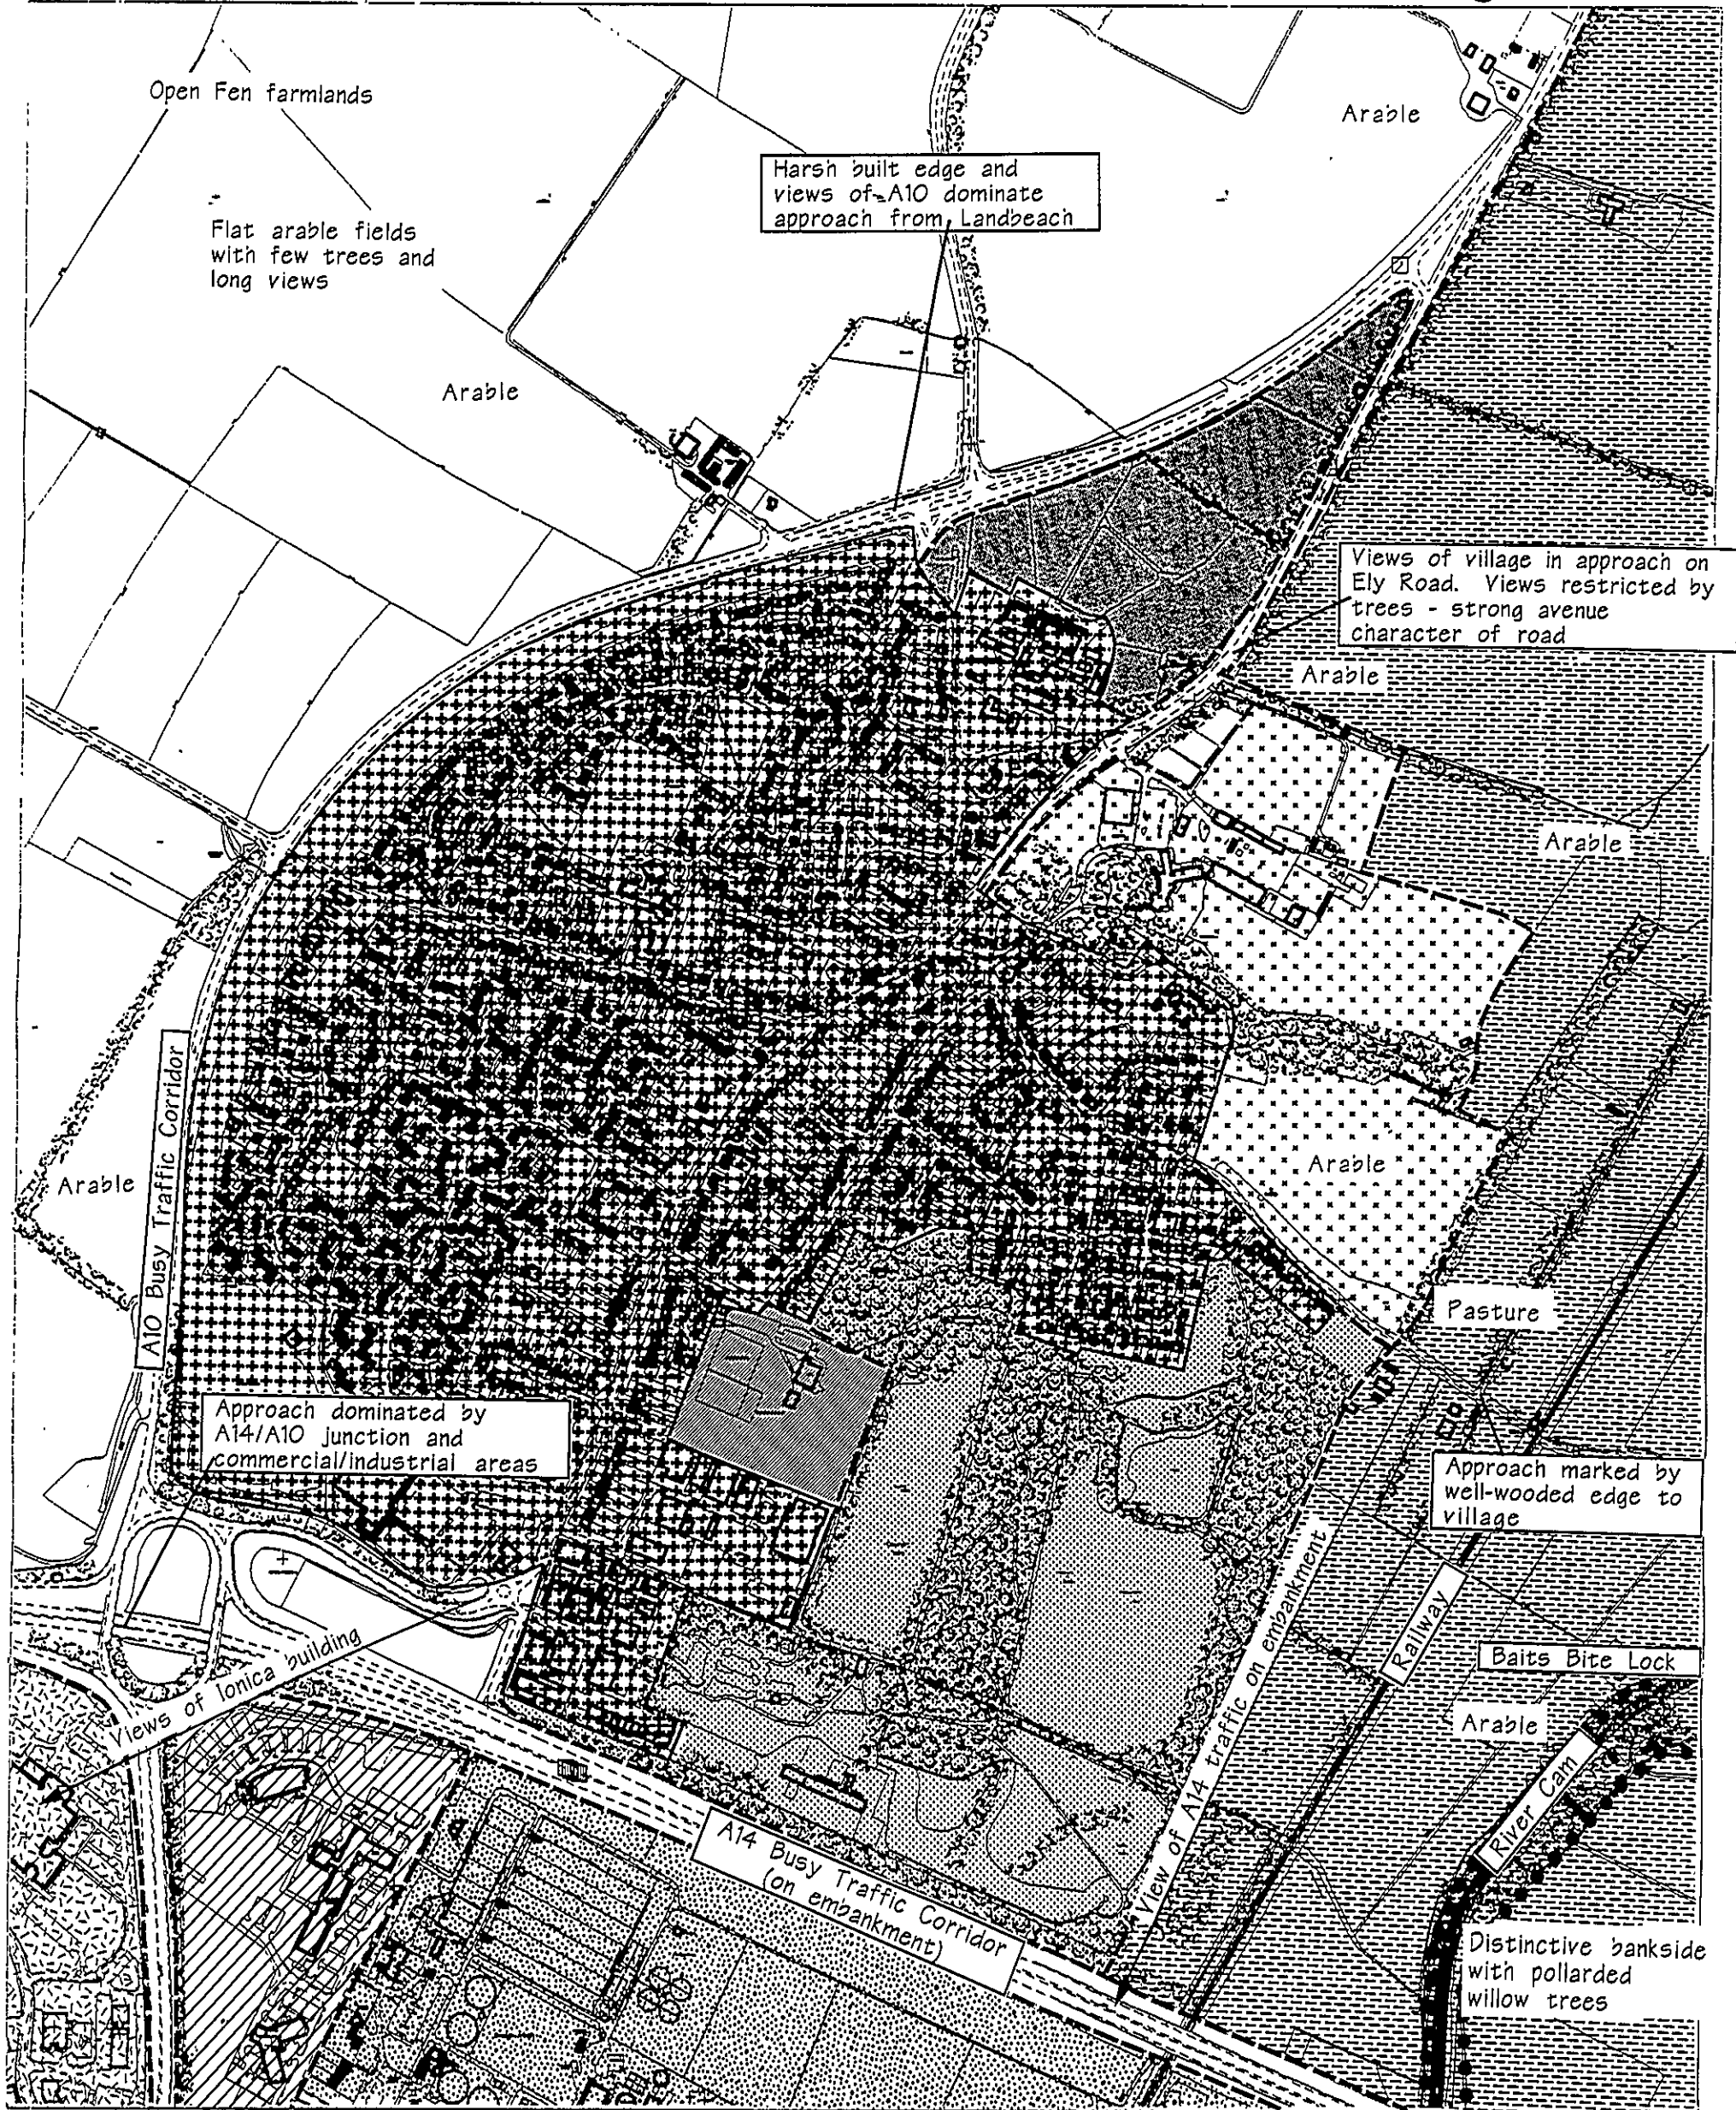 Open Fen farmlands
Arable
Harsh built edge and
views of A10 dominate
approach from Landbeach
Flat arable fields
with few trees and
long views
Arable
Views of village in approach on
Ely Road. Views restricted by
trees - strong avenue
character of road
Arable
Arable
A10 Busy Traffic Corridor
Arable
Arable
Pasture
Approach dominated by
A14/A10 junction and
commercial/industrial areas
Approach marked by
well-wooded edge to
village
View of A14 traffic on embankment
Railway
Baits Bite Lock
Views of Ionica building
Arable
River Cam
A14 Busy Traffic Corridor
(on embankment)
Distinctive bankside
with pollarded
willow trees